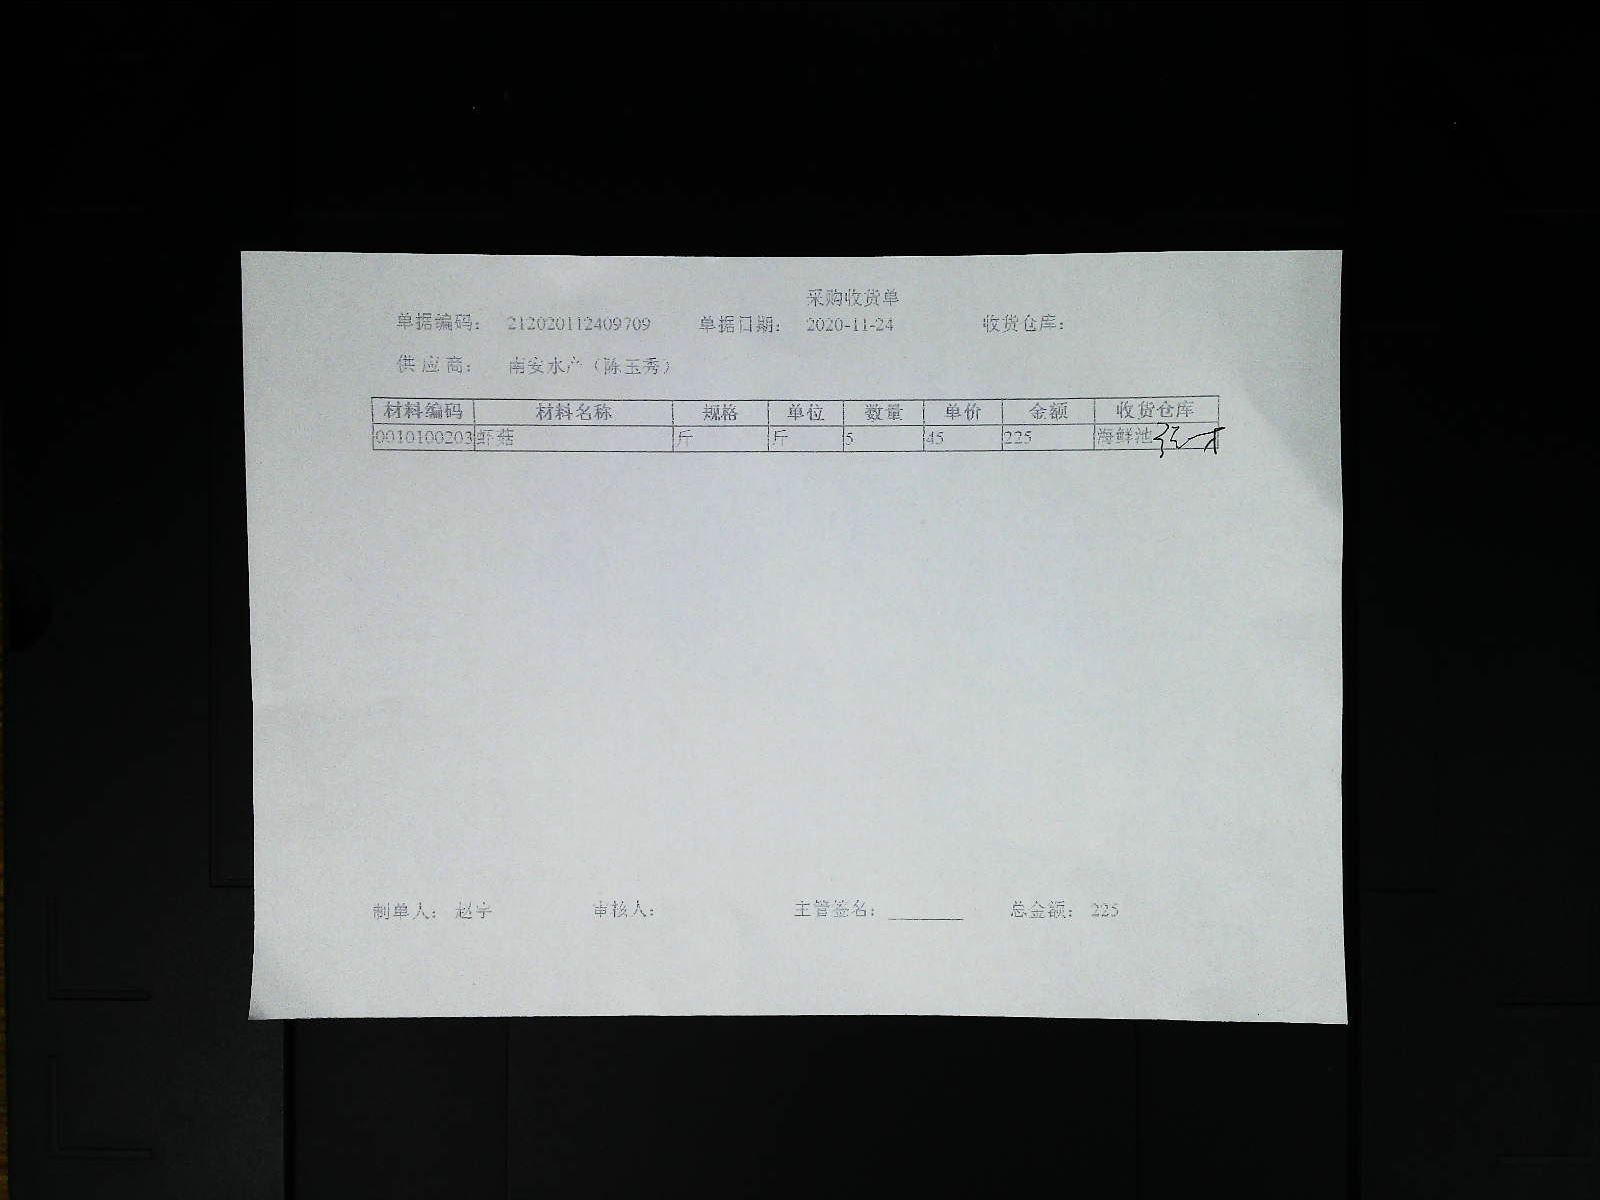 采购收货单
单据编码： 212020112409709 单据日期： 2020-11-24 收货仓库：
供 应 商： 南安水产（陈玉秀）
材料编码 材料名称 规格 单位 数量 单价 金额 收货仓库
0010100203 虾菇 斤 斤 5 45 225 海鲜池
制单人： 赵宇 审核人： 主管签名： 总金额： 225